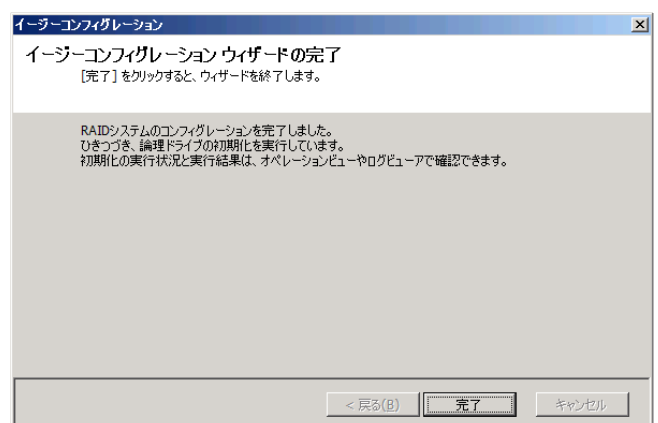 イージーコンフィグレーション
イージーコンフィグレーション ウィザードの完了
[完了] をクリックすると、ウィザードを終了します。
RAIDシステムのコンフィグレーションを完了しました。
ひきつづき、論理ドライブの初期化を実行しています。
初期化の実行状況と実行結果は、オペレーションビューやログビューアで確認できます。
< 戻る(B) 完了 キャンセル